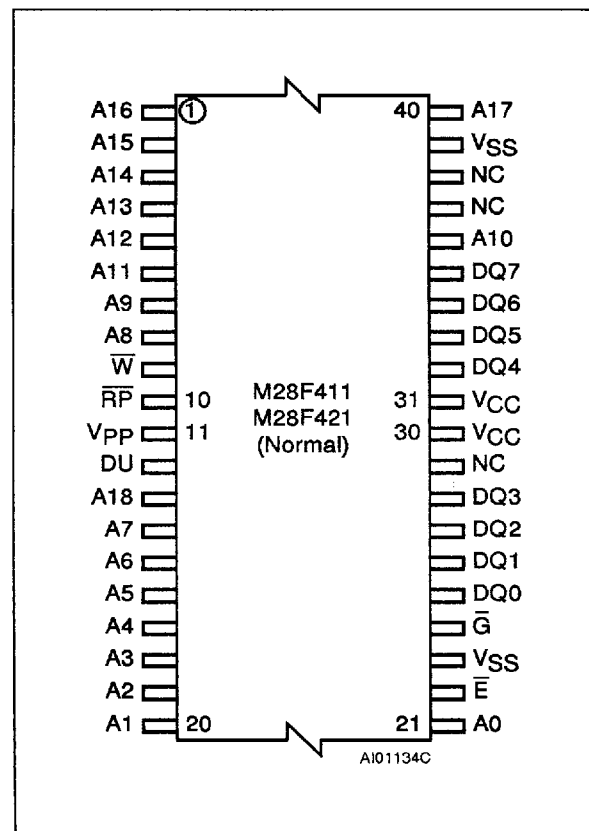 A16 1 40 A17
A15 VSS
A14 NC
A13 NC
A12 A10
A11 DQ7
A9 DQ6
A8 DQ5
W̅ DQ4
R̅P̅ 10 M28F411 31 VCC
VPP 11 M28F421 30 VCC
DU (Normal) NC
A18 DQ3
A7 DQ2
A6 DQ1
A5 DQ0
A4 G̅
A3 VSS
A2 E̅
A1 20 21 A0
AI01134C